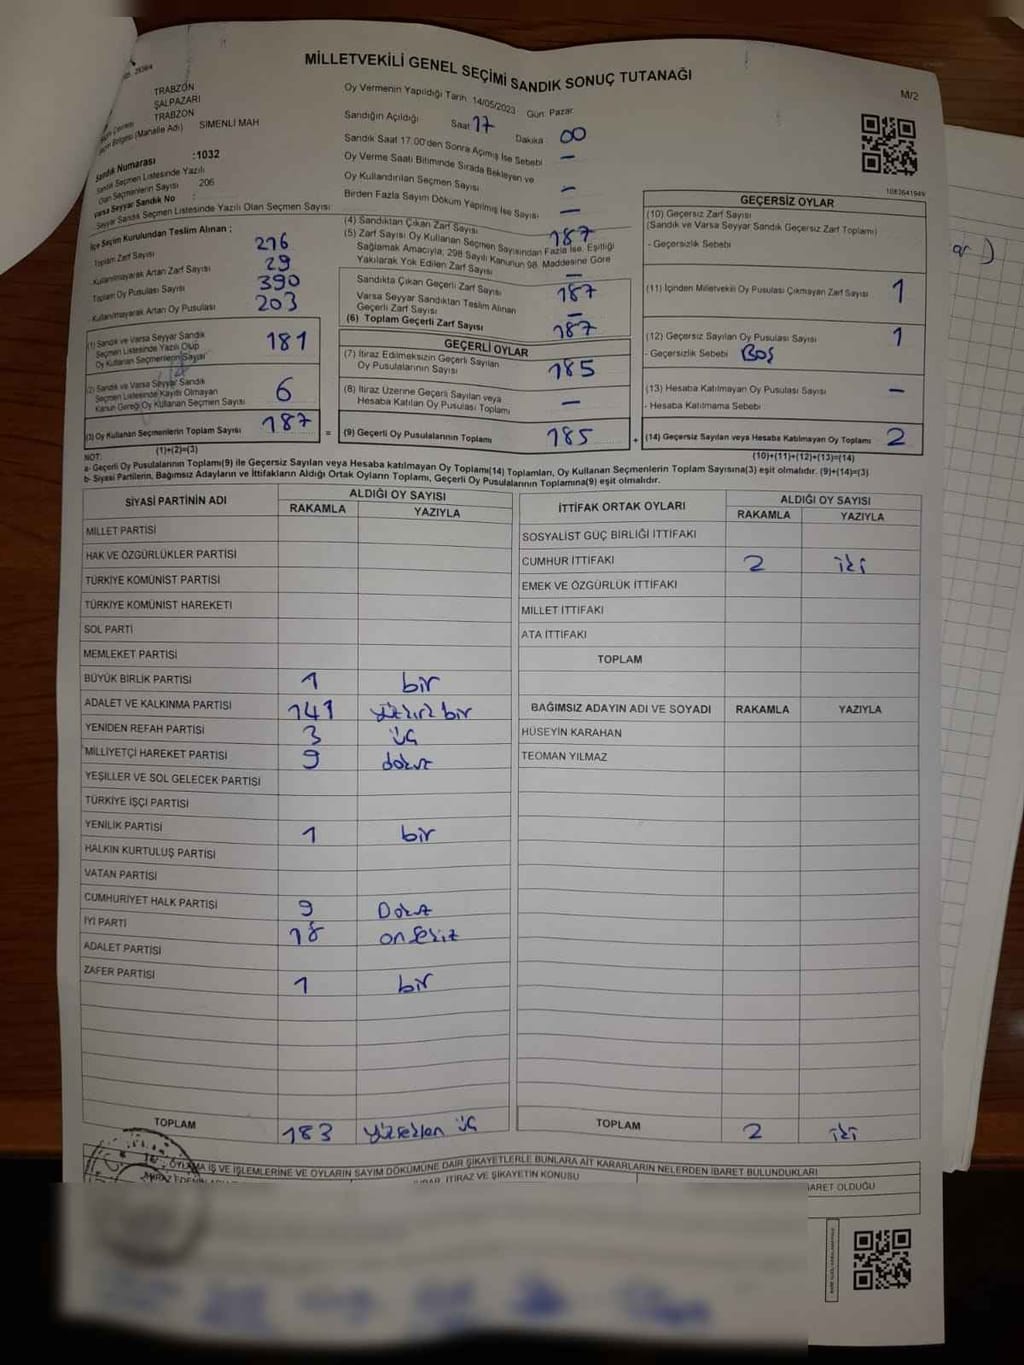 MİLLETVEKİLİ GENEL SEÇİMİ SANDIK SONUÇ TUTANAĞI
M/2
TRABZON
ŞALPAZARI
TRABZON
Bölgesi (Mahalle Adı) SİMENLİ MAH
Sandık Numarası :1032
Sandık Seçmen Listesinde Yazılı
Olan Seçmenlerin Sayısı 206
Varsa Seyyar Sandık No :
Seyyar Sandık Seçmen Listesinde Yazılı Olan Seçmen Sayısı
Oy Vermenin Yapıldığı Tarih 14/05/2023 Gün: Pazar
Sandığın Açıldığı Saat 17 Dakika 00
Sandık Saat 17.00'den Sonra Açımış İse Sebebi –
Oy Verme Saati Bitiminde Sırada Bekleyen ve
Oy Kullandırılan Seçmen Sayısı –
Birden Fazla Sayım Döküm Yapılmış İse Sayısı –
İlçe Seçim Kurulundan Teslim Alınan ;
Toplam Zarf Sayısı 216
Kullanılmayarak Artan Zarf Sayısı 29
Toplam Oy Pusulası Sayısı 390
Kullanılmayarak Artan Oy Pusulası 203
(1) Sandık ve Varsa Seyyar Sandık
Seçmen Listesinde Yazılı Olup
Oy Kullanan Seçmenlerin Sayısı 181
(2) Sandık ve Varsa Seyyar Sandık
Seçmen Listesinde Kayıtlı Olmayan
Kanun Gereği Oy Kullanan Seçmen Sayısı 6
(3) Oy Kullanan Seçmenlerin Toplam Sayısı 187
(1)+(2)=(3)
(4) Sandıktan Çıkan Zarf Sayısı 187
(5) Zarf Sayısı Oy Kullanan Seçmen Sayısından Fazla İse, Eşitliği
Sağlamak Amacıyla, 298 Sayılı Kanunun 98. Maddesine Göre
Yakılarak Yok Edilen Zarf Sayısı –
Sandıkta Çıkan Geçerli Zarf Sayısı 187
Varsa Seyyar Sandıktan Teslim Alınan
Geçerli Zarf Sayısı –
(6) Toplam Geçerli Zarf Sayısı 187
GEÇERLİ OYLAR
(7) İtiraz Edilmeksizin Geçerli Sayılan
Oy Pusulalarının Sayısı 185
(8) İtiraz Üzerine Geçerli Sayılan veya
Hesaba Katılan Oy Pusulası Toplamı –
= (9) Geçerli Oy Pusulalarının Toplamı 185 +
1083641949
GEÇERSİZ OYLAR
(10) Geçersiz Zarf Sayısı
(Sandık ve Varsa Seyyar Sandık Geçersiz Zarf Toplamı)
- Geçersizlik Sebebi
(11) İçinden Milletvekili Oy Pusulası Çıkmayan Zarf Sayısı 1
(12) Geçersiz Sayılan Oy Pusulası Sayısı 1
- Geçersizlik Sebebi Boş
(13) Hesaba Katılmayan Oy Pusulası Sayısı –
- Hesaba Katılmama Sebebi
(14) Geçersiz Sayılan veya Hesaba Katılmayan Oy Toplamı 2
(10)+(11)+(12)+(13)=(14)
NOT:
a- Geçerli Oy Pusulalarının Toplamı(9) ile Geçersiz Sayılan veya Hesaba katılmayan Oy Toplamı(14) Toplamları, Oy Kullanan Seçmenlerin Toplam Sayısına(3) eşit olmalıdır. (9)+(14)=(3)
b- Siyasi Partilerin, Bağımsız Adayların ve İttifakların Aldığı Ortak Oyların Toplamı, Geçerli Oy Pusulalarının Toplamına(9) eşit olmalıdır.
SİYASİ PARTİNİN ADI ALDIĞI OY SAYISI
RAKAMLA YAZIYLA
MİLLET PARTİSİ
HAK VE ÖZGÜRLÜKLER PARTİSİ
TÜRKİYE KOMÜNİST PARTİSİ
TÜRKİYE KOMÜNİST HAREKETİ
SOL PARTİ
MEMLEKET PARTİSİ
BÜYÜK BİRLİK PARTİSİ 1 bir
ADALET VE KALKINMA PARTİSİ 141 yüzkırk bir
YENİDEN REFAH PARTİSİ 3 üç
MİLLİYETÇİ HAREKET PARTİSİ 9 dokuz
YEŞİLLER VE SOL GELECEK PARTİSİ
TÜRKİYE İŞÇİ PARTİSİ
YENİLİK PARTİSİ 1 bir
HALKIN KURTULUŞ PARTİSİ
VATAN PARTİSİ
CUMHURİYET HALK PARTİSİ 9 Dokuz
İYİ PARTİ 18 onsekiz
ADALET PARTİSİ
ZAFER PARTİSİ 1 bir
TOPLAM 183 yüzseksen üç
İTTİFAK ORTAK OYLARI ALDIĞI OY SAYISI
RAKAMLA YAZIYLA
SOSYALİST GÜÇ BİRLİĞİ İTTİFAKI
CUMHUR İTTİFAKI 2 iki
EMEK VE ÖZGÜRLÜK İTTİFAKI
MİLLET İTTİFAKI
ATA İTTİFAKI
TOPLAM
BAĞIMSIZ ADAYIN ADI VE SOYADI RAKAMLA YAZIYLA
HÜSEYİN KARAHAN
TEOMAN YILMAZ
TOPLAM 2 iki
OYLAMA İŞ VE İŞLEMLERİNE VE OYLARIN SAYIM DÖKÜMÜNE DAİR ŞİKAYETLERLE BUNLARA AİT KARARLARIN NELERDEN İBARET BULUNDUKLARI
İTİRAZ VE ŞİKAYETİN KONUSU
OLDUĞU